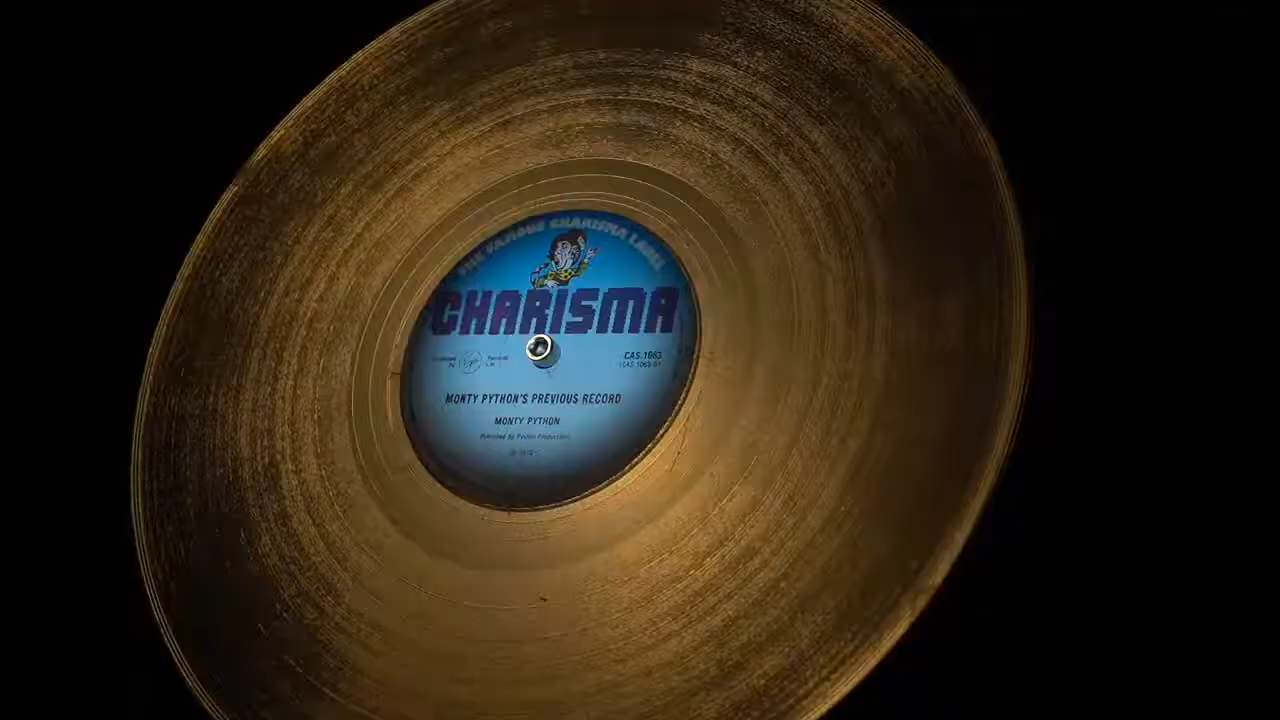 THE FAMOUS CHARISMA LABEL
CHARISMA
CAS.1063
MONTY PYTHON'S PREVIOUS RECORD
MONTY PYTHON